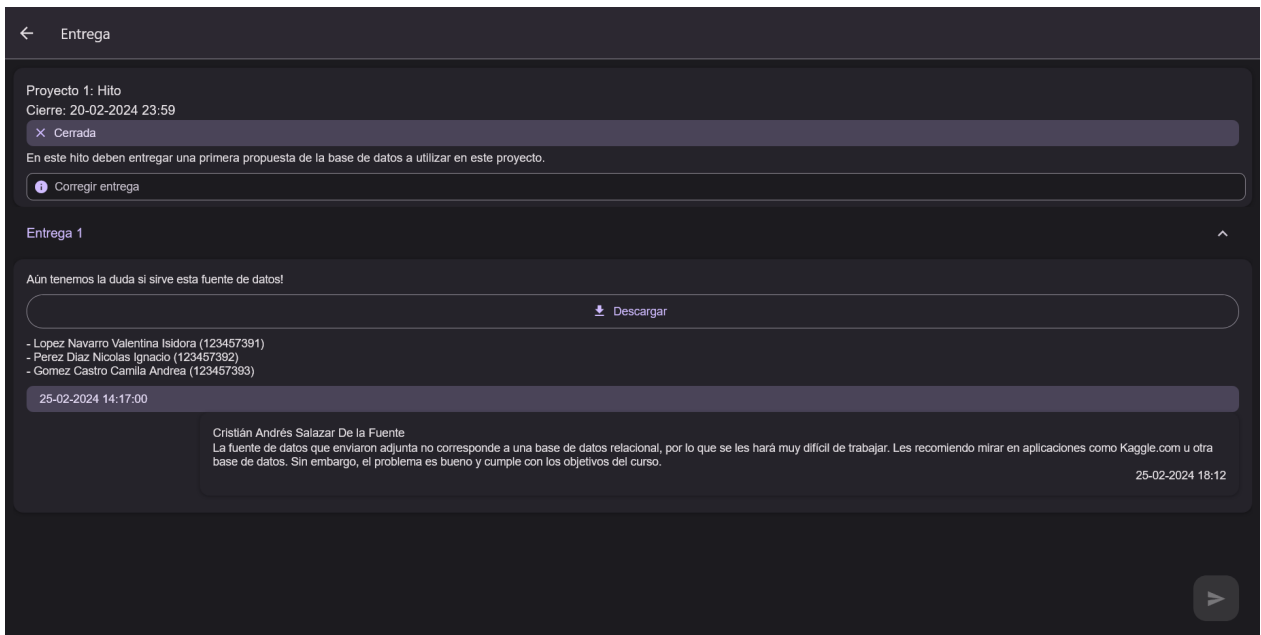 Entrega
Proyecto 1: Hito
Cierre: 20-02-2024 23:59
Cerrada
En este hito deben entregar una primera propuesta de la base de datos a utilizar en este proyecto.
Corregir entrega
Entrega 1
Aún tenemos la duda si sirve esta fuente de datos!
Descargar
- Lopez Navarro Valentina Isidora (123457391)
- Perez Diaz Nicolas Ignacio (123457392)
- Gomez Castro Camila Andrea (123457393)
25-02-2024 14:17:00
Cristián Andrés Salazar De la Fuente
La fuente de datos que enviaron adjunta no corresponde a una base de datos relacional, por lo que se les hará muy difícil de trabajar. Les recomiendo mirar en aplicaciones como Kaggle.com u otra
base de datos. Sin embargo, el problema es bueno y cumple con los objetivos del curso.
25-02-2024 18:12